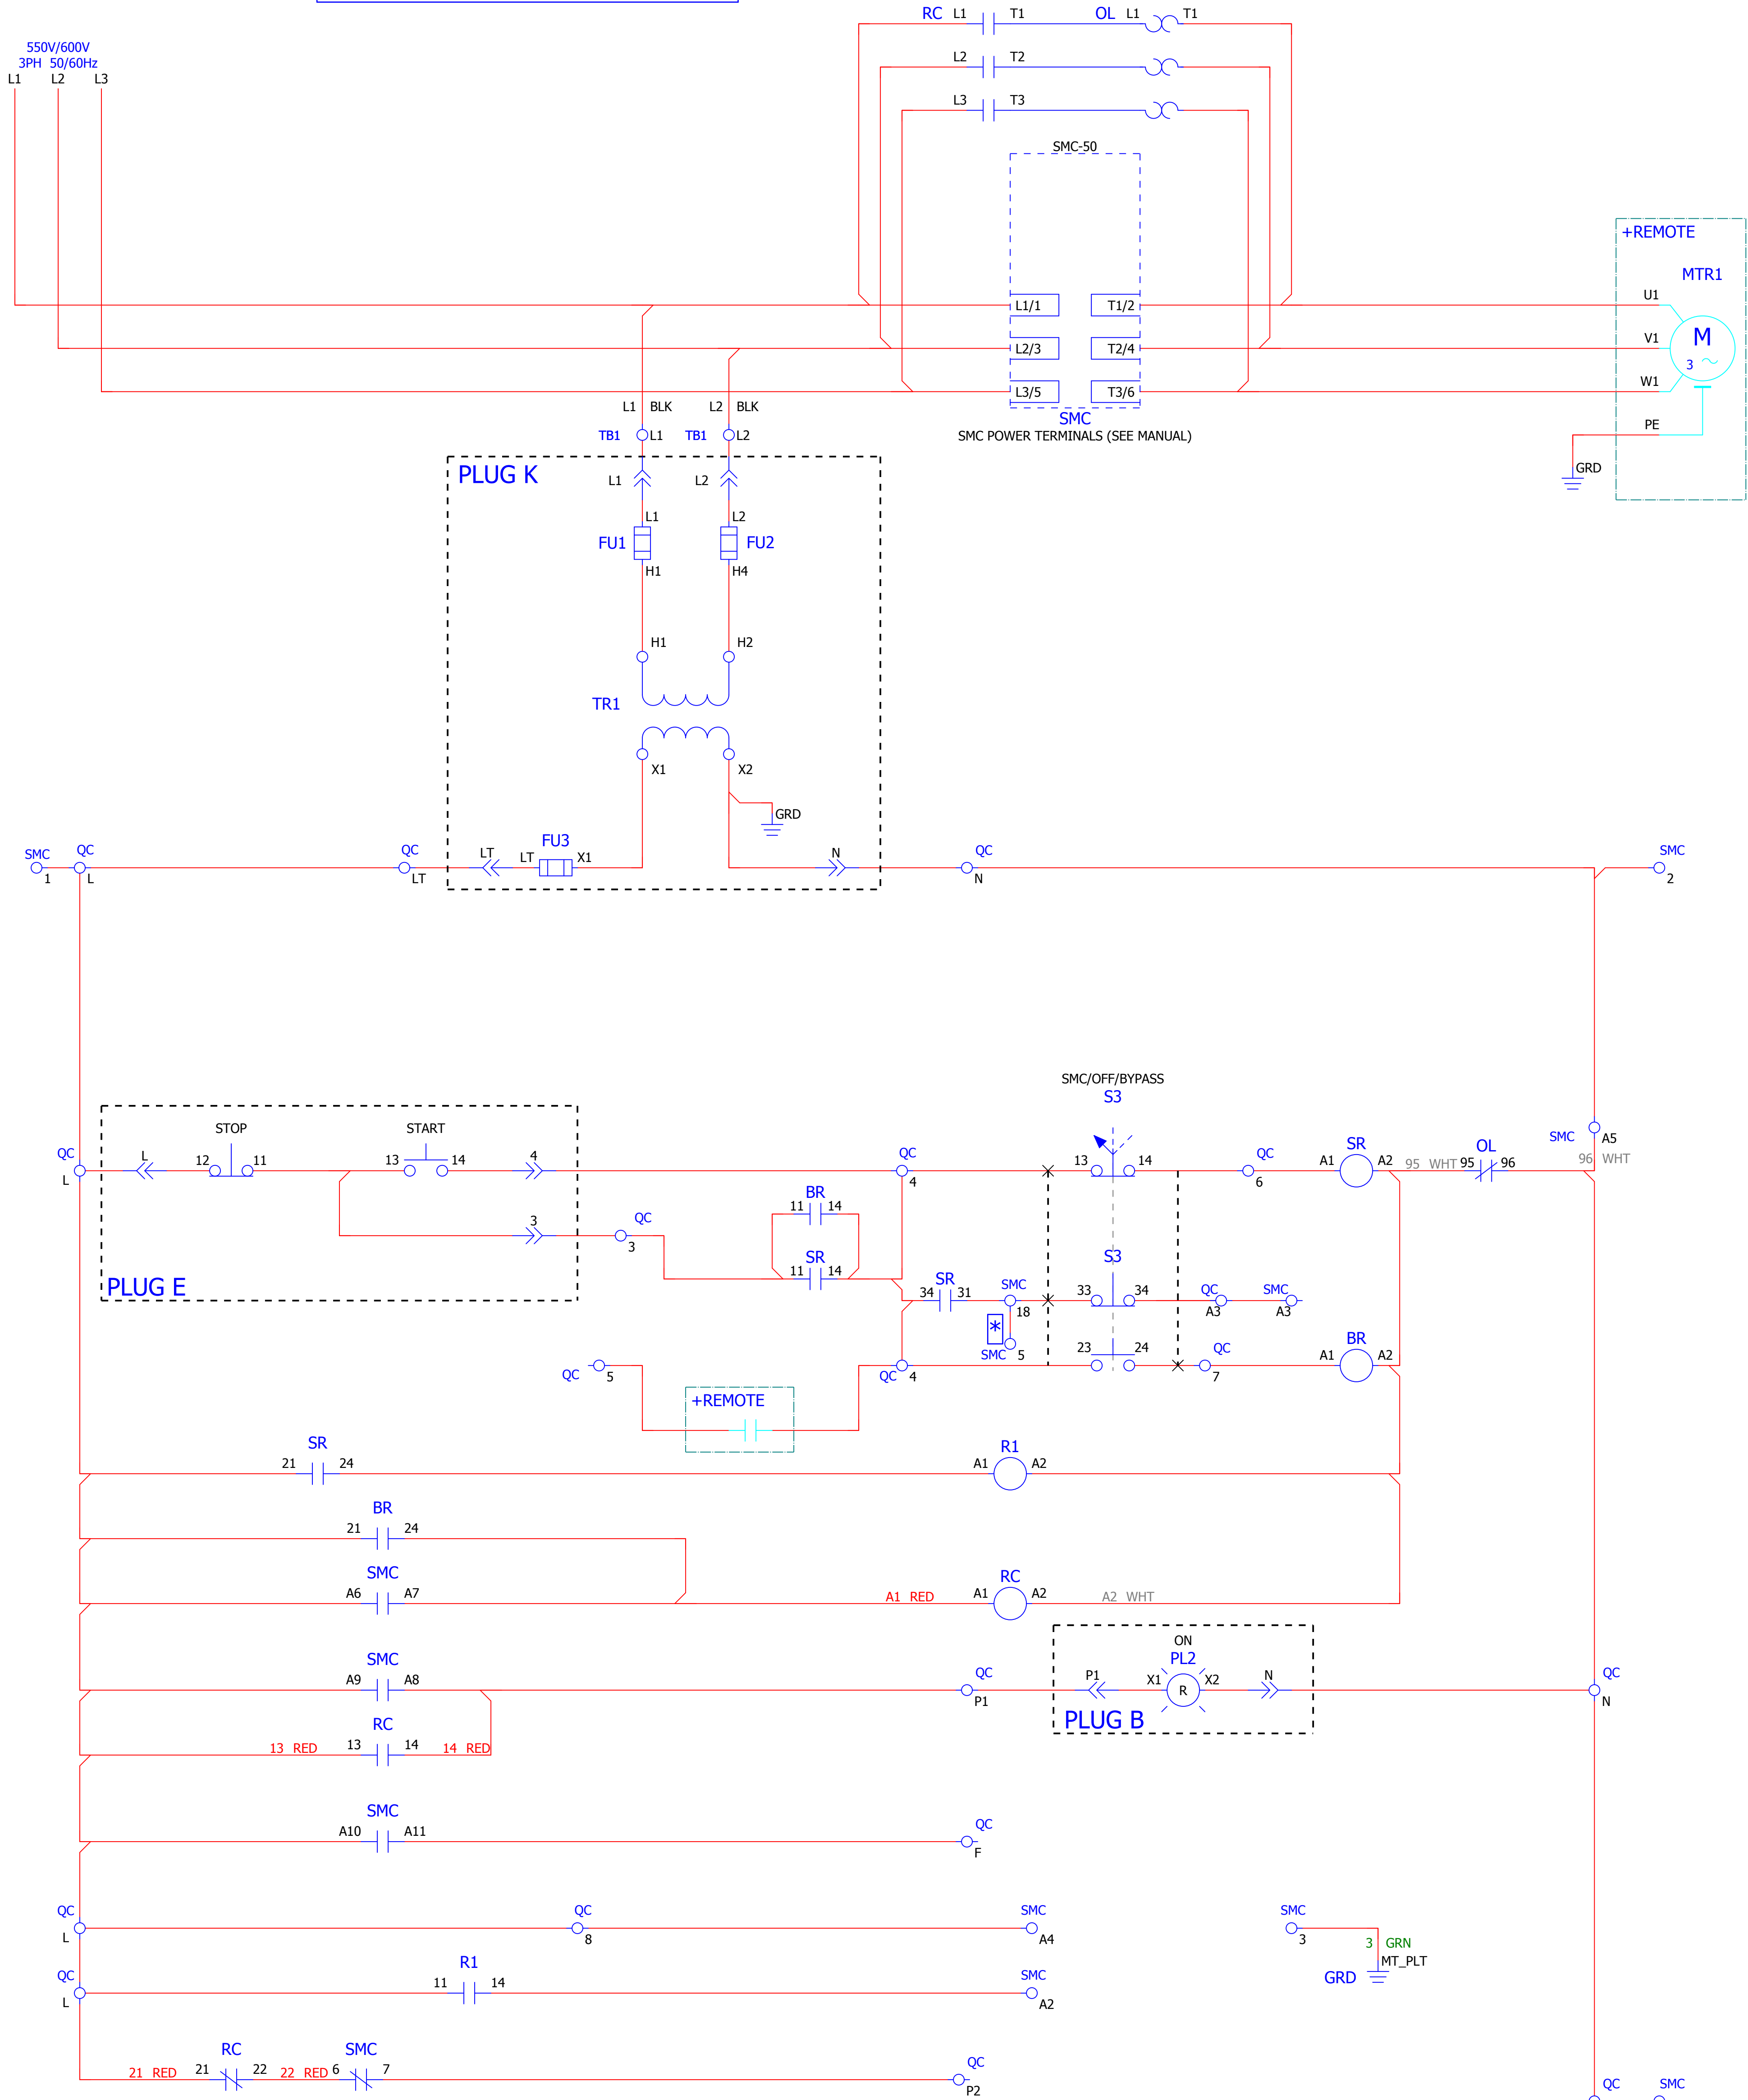 RC L1 T1 OL L1 T1
550V/600V
3PH 50/60Hz
L1 L2 L3
L2 T2
L3 T3
SMC-50
+REMOTE
MTR1
L1/1 T1/2 U1
L2/3 T2/4 V1
M
3
L3/5 T3/6 W1
L1 BLK L2 BLK
SMC
SMC POWER TERMINALS (SEE MANUAL)
PE
TB1 L1 TB1 L2
GRD
PLUG K
L1 L2
L1 L2
FU1 FU2
H1 H4
H1 H2
TR1
X1 X2
GRD
SMC QC QC LT LT FU3 X1 N QC SMC
1 L LT N 2
SMC/OFF/BYPASS
S3
STOP START
QC L 12 11 13 14 4 QC 13 14 QC A1 SR A2 95 WHT 95 OL 96 SMC A5
96 WHT
L 4 6
BR
11 14
3 QC
3
SR
11 14
S3
PLUG E
SR
34 31 SMC 33 34 QC SMC
18 A3 A3
*
SMC 5
23 24 QC A1 BR A2
QC 5 QC 4 7
+REMOTE
SR R1
21 24 A1 A2
BR
21 24
SMC RC
A6 A7 A1 RED A1 A2 A2 WHT
ON
SMC QC PL2 QC
A9 A8 P1 X1 R X2 N
P1 N
PLUG B
RC
13 RED 13 14 14 RED
SMC QC
A10 A11 F
QC QC SMC SMC
L 8 A4 3
3 GRN
MT_PLT
GRD
QC R1 SMC
L 11 14 A2
RC SMC QC
21 RED 21 22 22 RED 6 7 P2
QC SMC